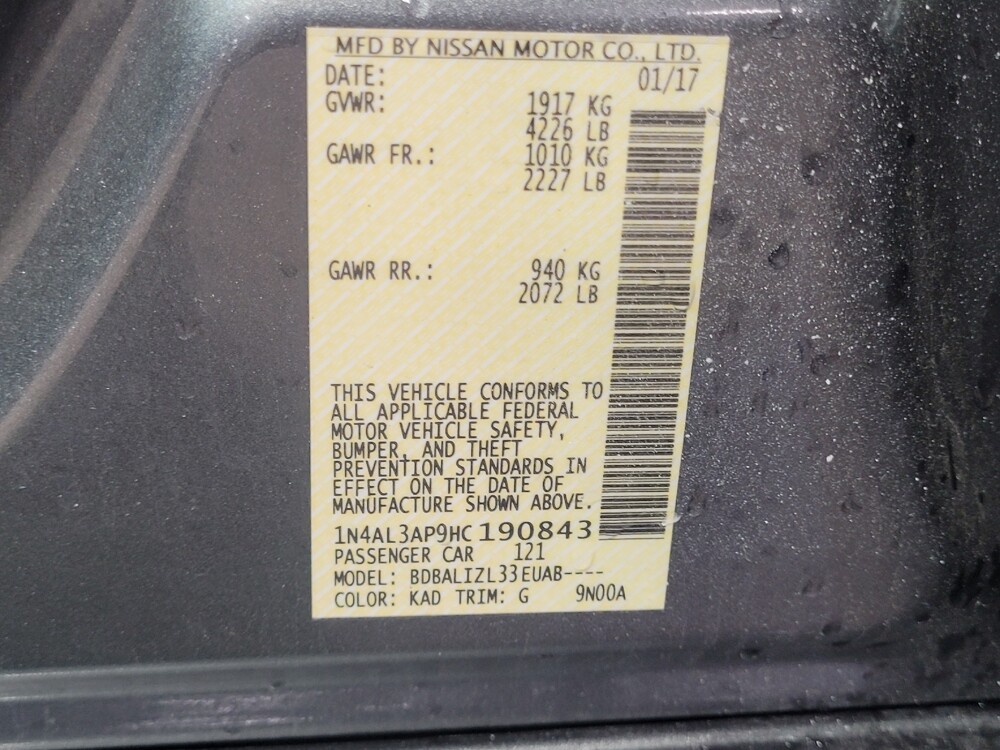 MFD BY NISSAN MOTOR CO., LTD.
DATE: 01/17
GVWR: 1917 KG
4226 LB
GAWR FR.: 1010 KG
2227 LB
GAWR RR.: 940 KG
2072 LB
THIS VEHICLE CONFORMS TO
ALL APPLICABLE FEDERAL
MOTOR VEHICLE SAFETY,
BUMPER, AND THEFT
PREVENTION STANDARDS IN
EFFECT ON THE DATE OF
MANUFACTURE SHOWN ABOVE.
1N4AL3AP9HC190843
PASSENGER CAR 121
MODEL: BDBALIZL33EUAB----
COLOR: KAD TRIM: G 9N00A